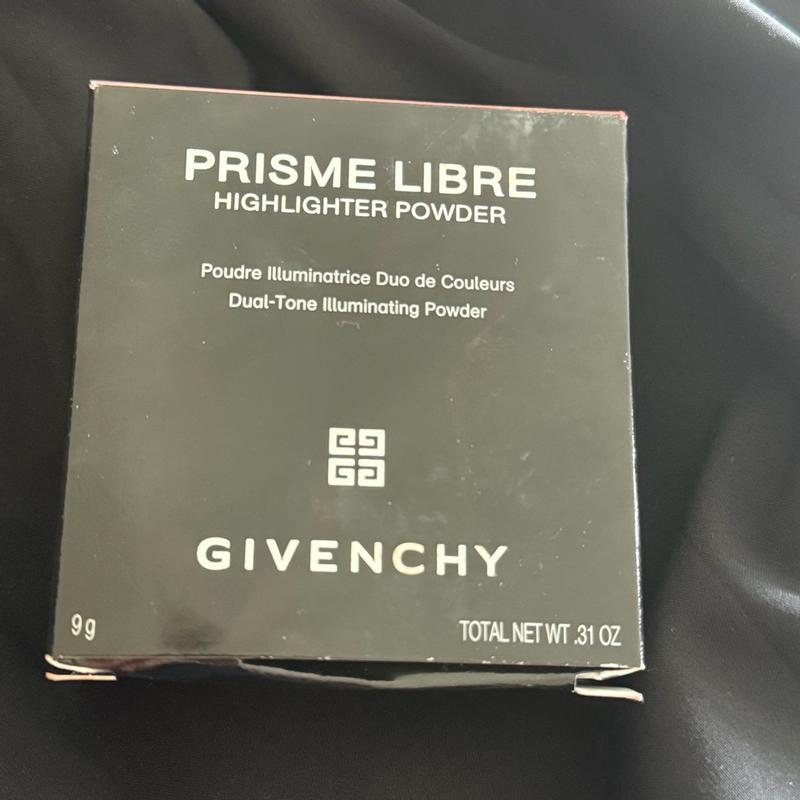 PRISME LIBRE
HIGHLIGHTER POWDER
Poudre Illuminatrice Duo de Couleurs
Dual-Tone Illuminating Powder
GIVENCHY
9g
TOTAL NET WT .31 OZ